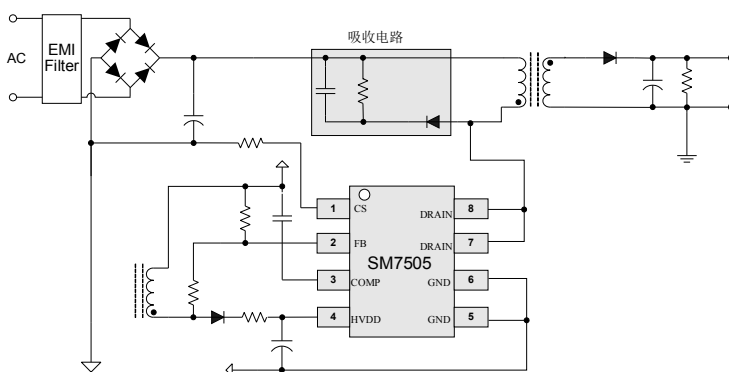 吸收电路
EMI
Filter
AC
1 CS DRAIN 8
2 FB DRAIN 7
SM7505
3 COMP GND 6
4 HVDD GND 5